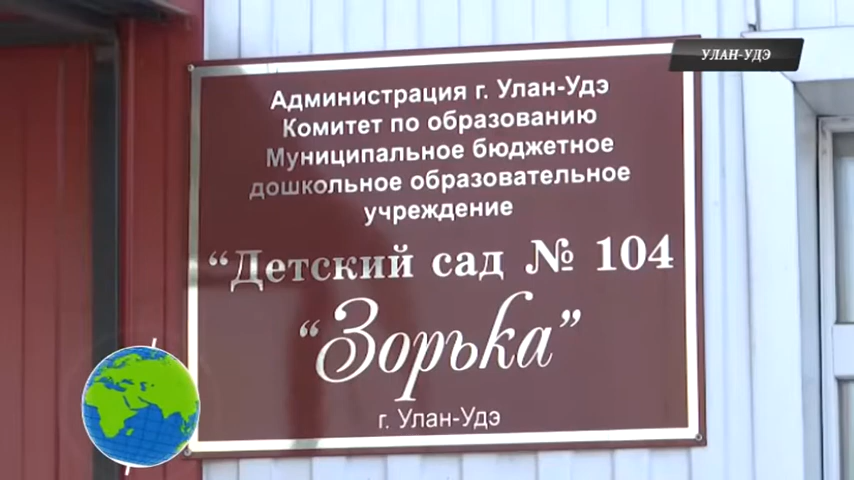 УЛАН-УДЭ
Администрация г. Улан-Удэ
Комитет по образованию
Муниципальное бюджетное
дошкольное образовательное
учреждение
“Детский сад № 104
“Зорька”
г. Улан-Удэ